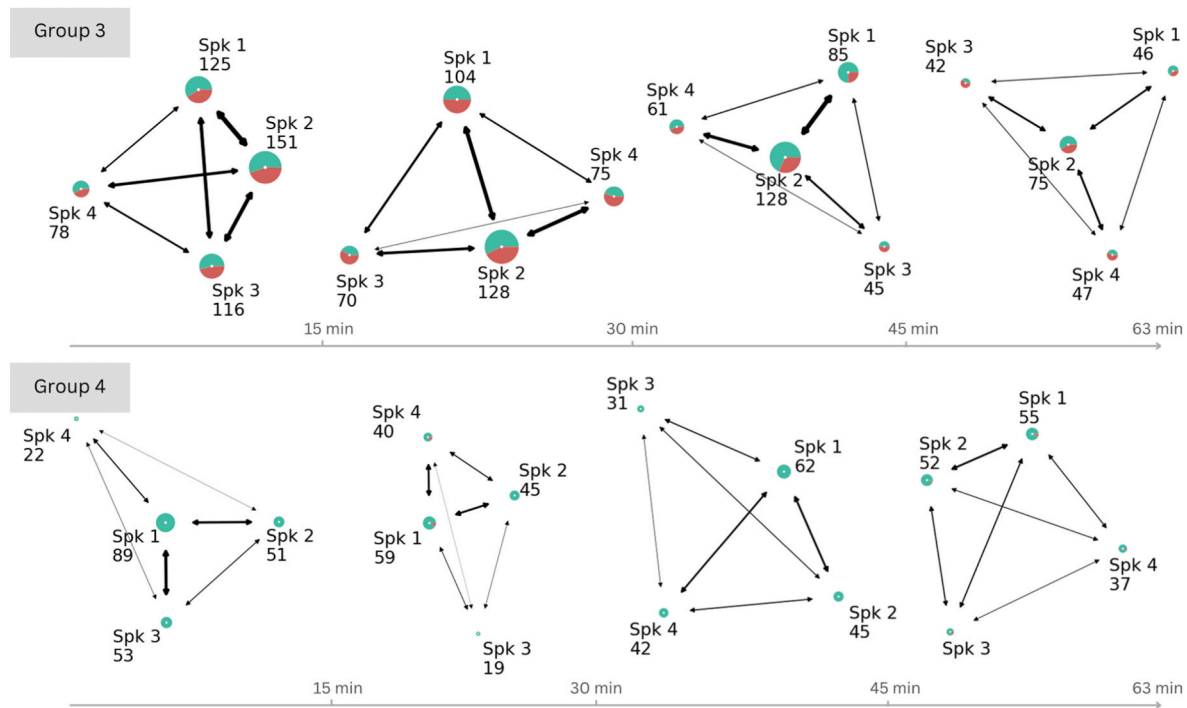 Group 3
Spk 1
125
Spk 2
151
Spk 4
78
Spk 3
116
Spk 1
104
Spk 4
75
Spk 3
70
Spk 2
128
Spk 1
85
Spk 4
61
Spk 2
128
Spk 3
45
Spk 3
42
Spk 1
46
Spk 2
75
Spk 4
47
15 min
30 min
45 min
63 min
Group 4
Spk 4
22
Spk 1
89
Spk 2
51
Spk 3
53
Spk 4
40
Spk 2
45
Spk 1
59
Spk 3
19
Spk 3
31
Spk 1
62
Spk 4
42
Spk 2
45
Spk 1
55
Spk 2
52
Spk 4
37
Spk 3
15 min
30 min
45 min
63 min